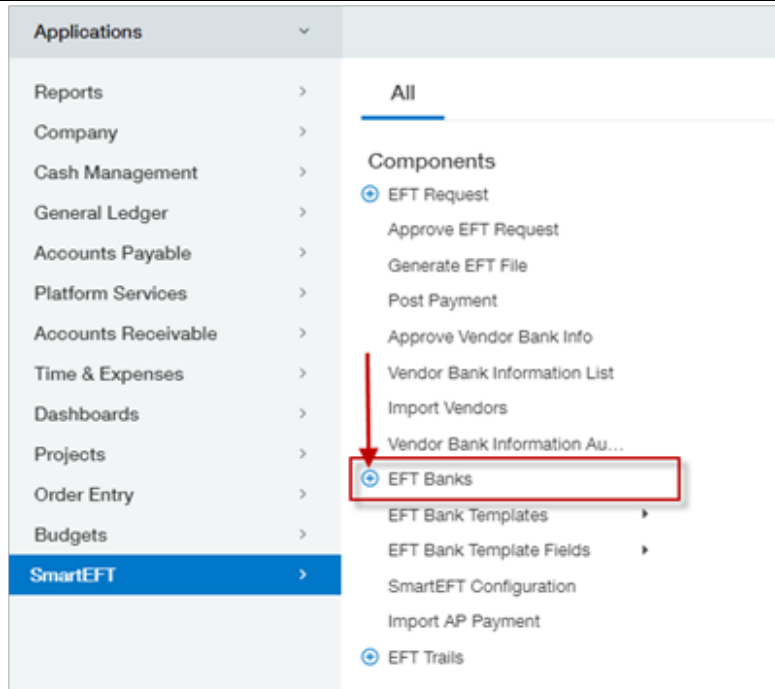 Applications
Reports
Company
Cash Management
General Ledger
Accounts Payable
Platform Services
Accounts Receivable
Time & Expenses
Dashboards
Projects
Order Entry
Budgets
SmartEFT
All
Components
EFT Request
Approve EFT Request
Generate EFT File
Post Payment
Approve Vendor Bank Info
Vendor Bank Information List
Import Vendors
Vendor Bank Information Au...
EFT Banks
EFT Bank Templates
EFT Bank Template Fields
SmartEFT Configuration
Import AP Payment
EFT Trails